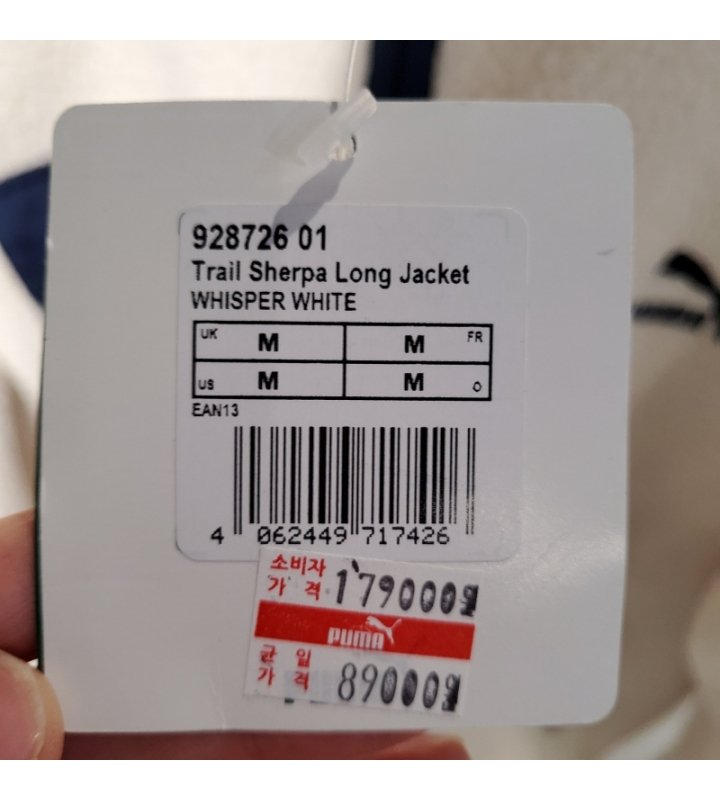 928726 01
Trail Sherpa Long Jacket
WHISPER WHITE
UK M M FR
US M M O
EAN13
4 062449 717426
소비자
가 격 179000원
PUMA
균 일
가 격 89000원